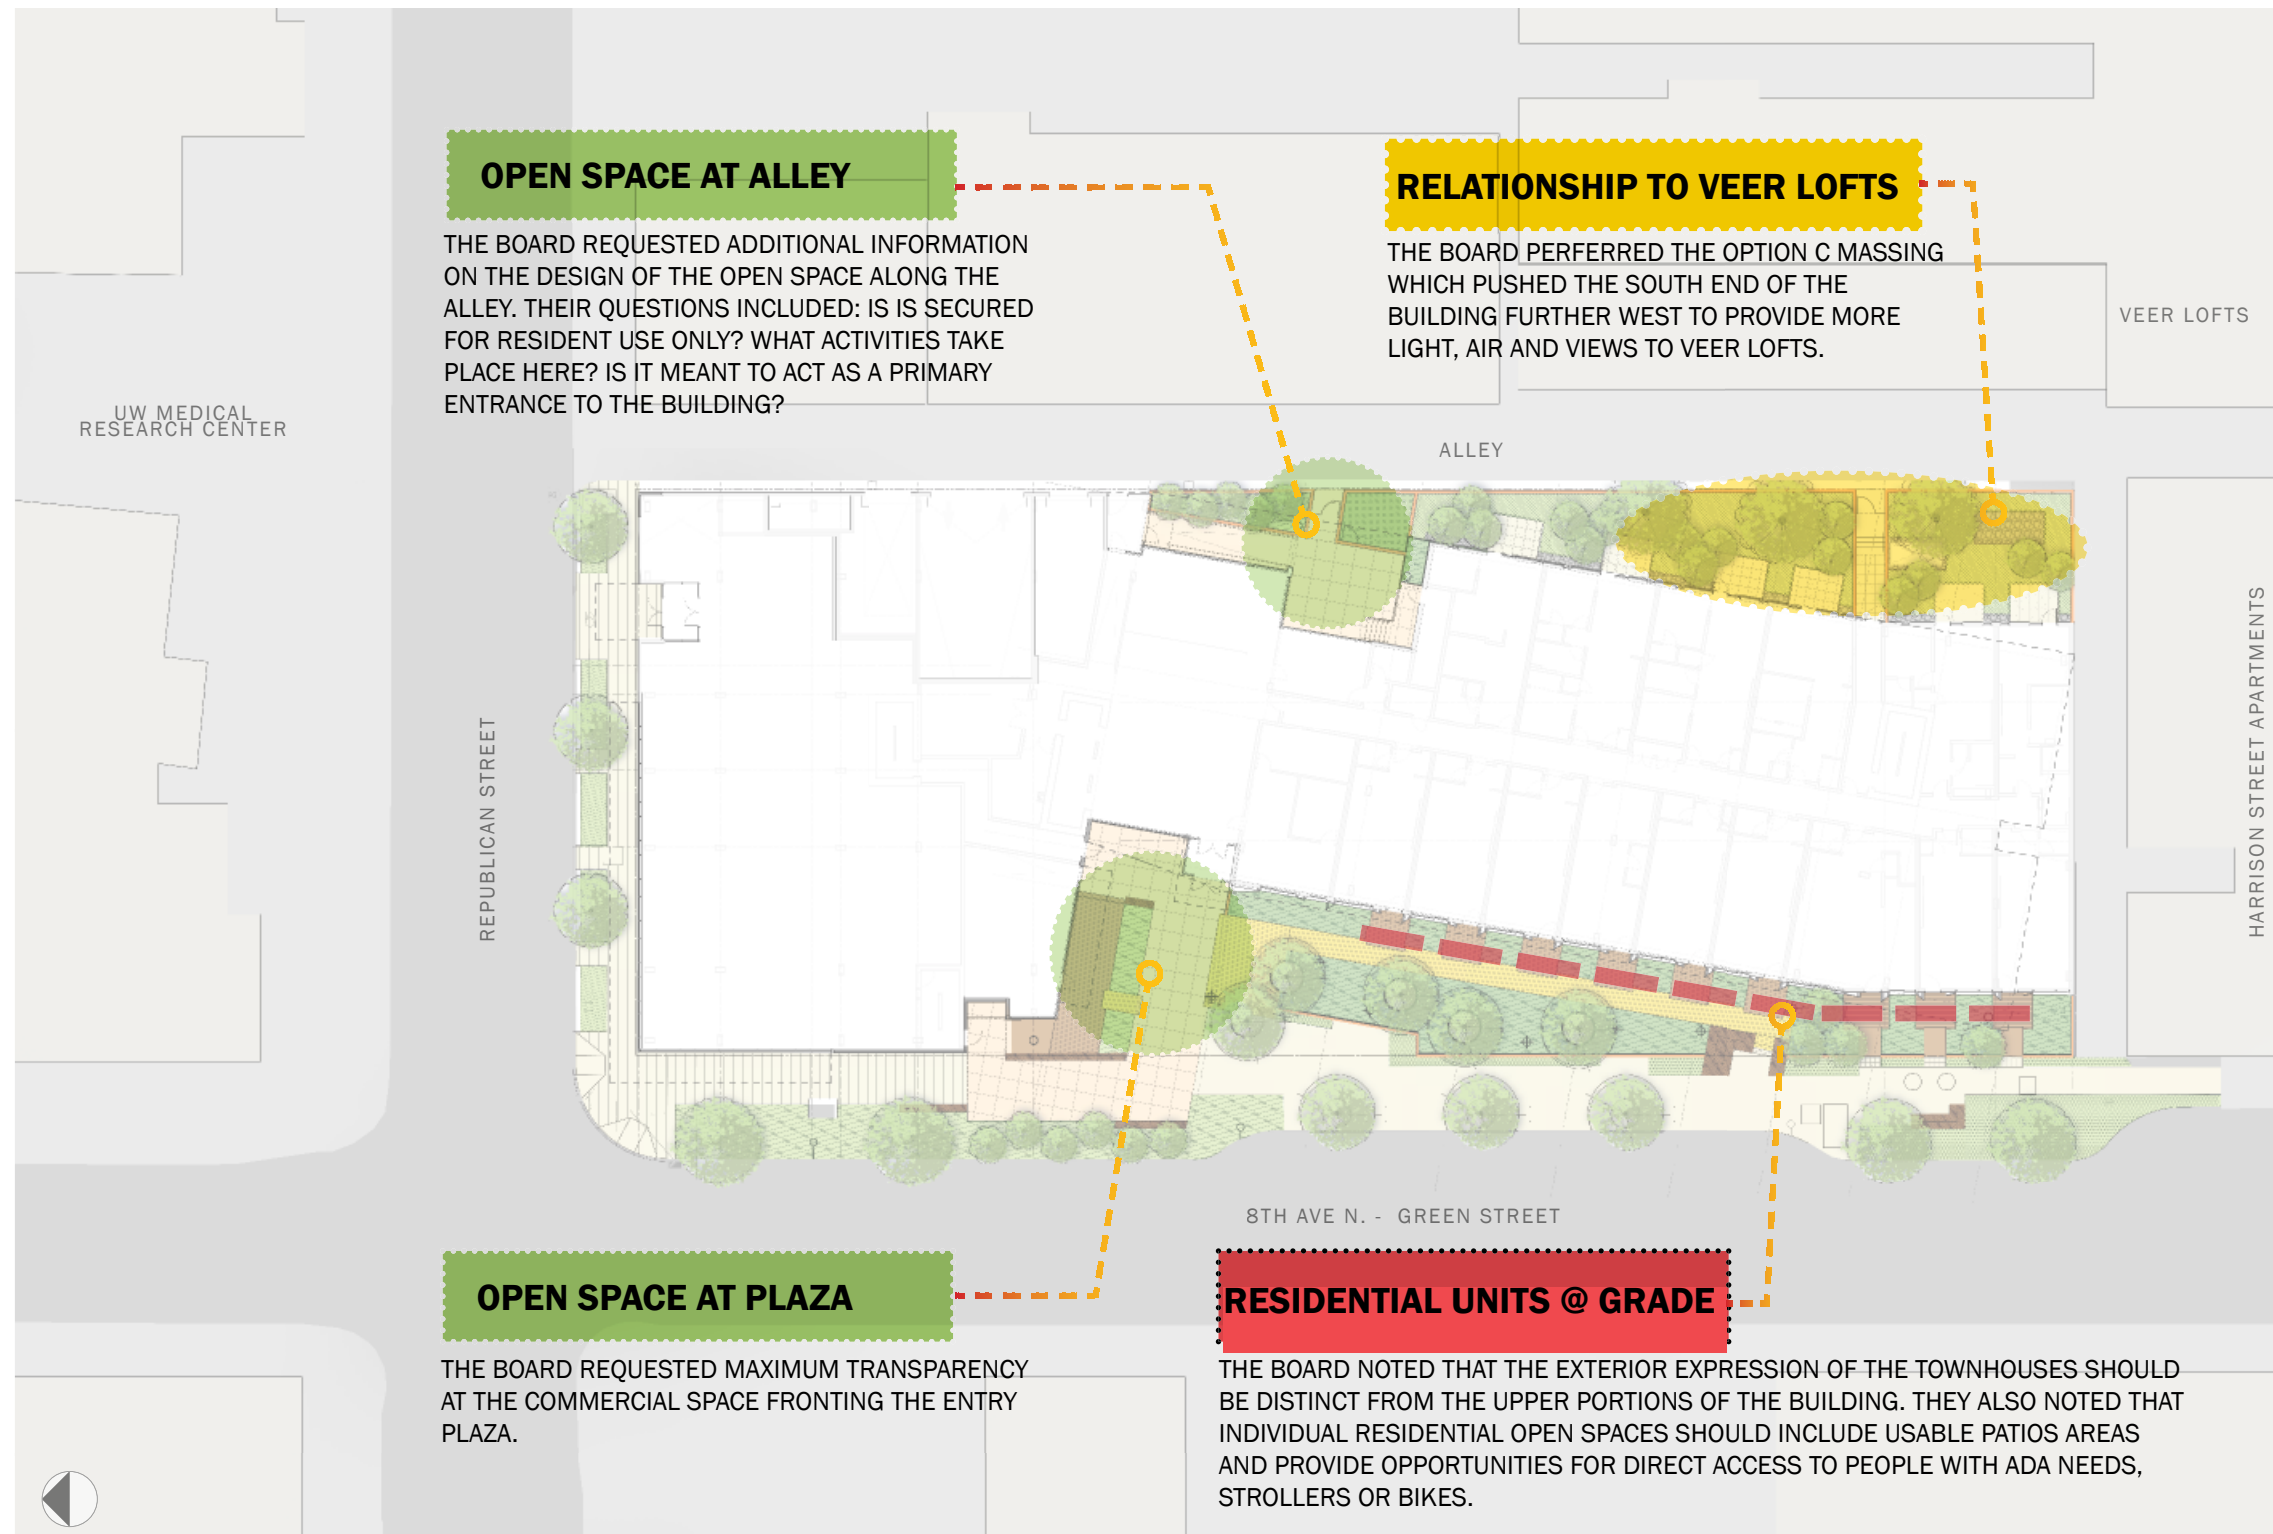 OPEN SPACE AT ALLEY
THE BOARD REQUESTED ADDITIONAL INFORMATION
ON THE DESIGN OF THE OPEN SPACE ALONG THE
ALLEY. THEIR QUESTIONS INCLUDED: IS IS SECURED
FOR RESIDENT USE ONLY? WHAT ACTIVITIES TAKE
PLACE HERE? IS IT MEANT TO ACT AS A PRIMARY
ENTRANCE TO THE BUILDING?
RELATIONSHIP TO VEER LOFTS
THE BOARD PERFERRED THE OPTION C MASSING
WHICH PUSHED THE SOUTH END OF THE
BUILDING FURTHER WEST TO PROVIDE MORE
LIGHT, AIR AND VIEWS TO VEER LOFTS.
VEER LOFTS
UW MEDICAL
RESEARCH CENTER
ALLEY
REPUBLICAN STREET
HARRISON STREET APARTMENTS
8TH AVE N. - GREEN STREET
OPEN SPACE AT PLAZA
THE BOARD REQUESTED MAXIMUM TRANSPARENCY
AT THE COMMERCIAL SPACE FRONTING THE ENTRY
PLAZA.
RESIDENTIAL UNITS @ GRADE
THE BOARD NOTED THAT THE EXTERIOR EXPRESSION OF THE TOWNHOUSES SHOULD
BE DISTINCT FROM THE UPPER PORTIONS OF THE BUILDING. THEY ALSO NOTED THAT
INDIVIDUAL RESIDENTIAL OPEN SPACES SHOULD INCLUDE USABLE PATIOS AREAS
AND PROVIDE OPPORTUNITIES FOR DIRECT ACCESS TO PEOPLE WITH ADA NEEDS,
STROLLERS OR BIKES.